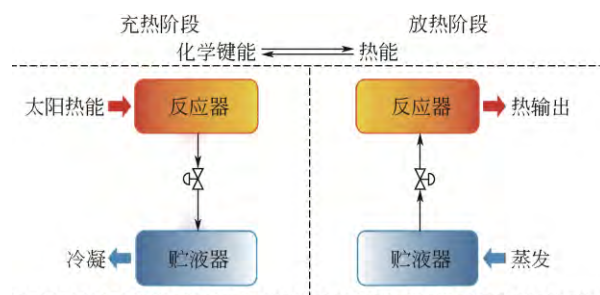 充热阶段
放热阶段
化学键能
热能
太阳热能
反应器
反应器
热输出
冷凝
贮液器
贮液器
蒸发